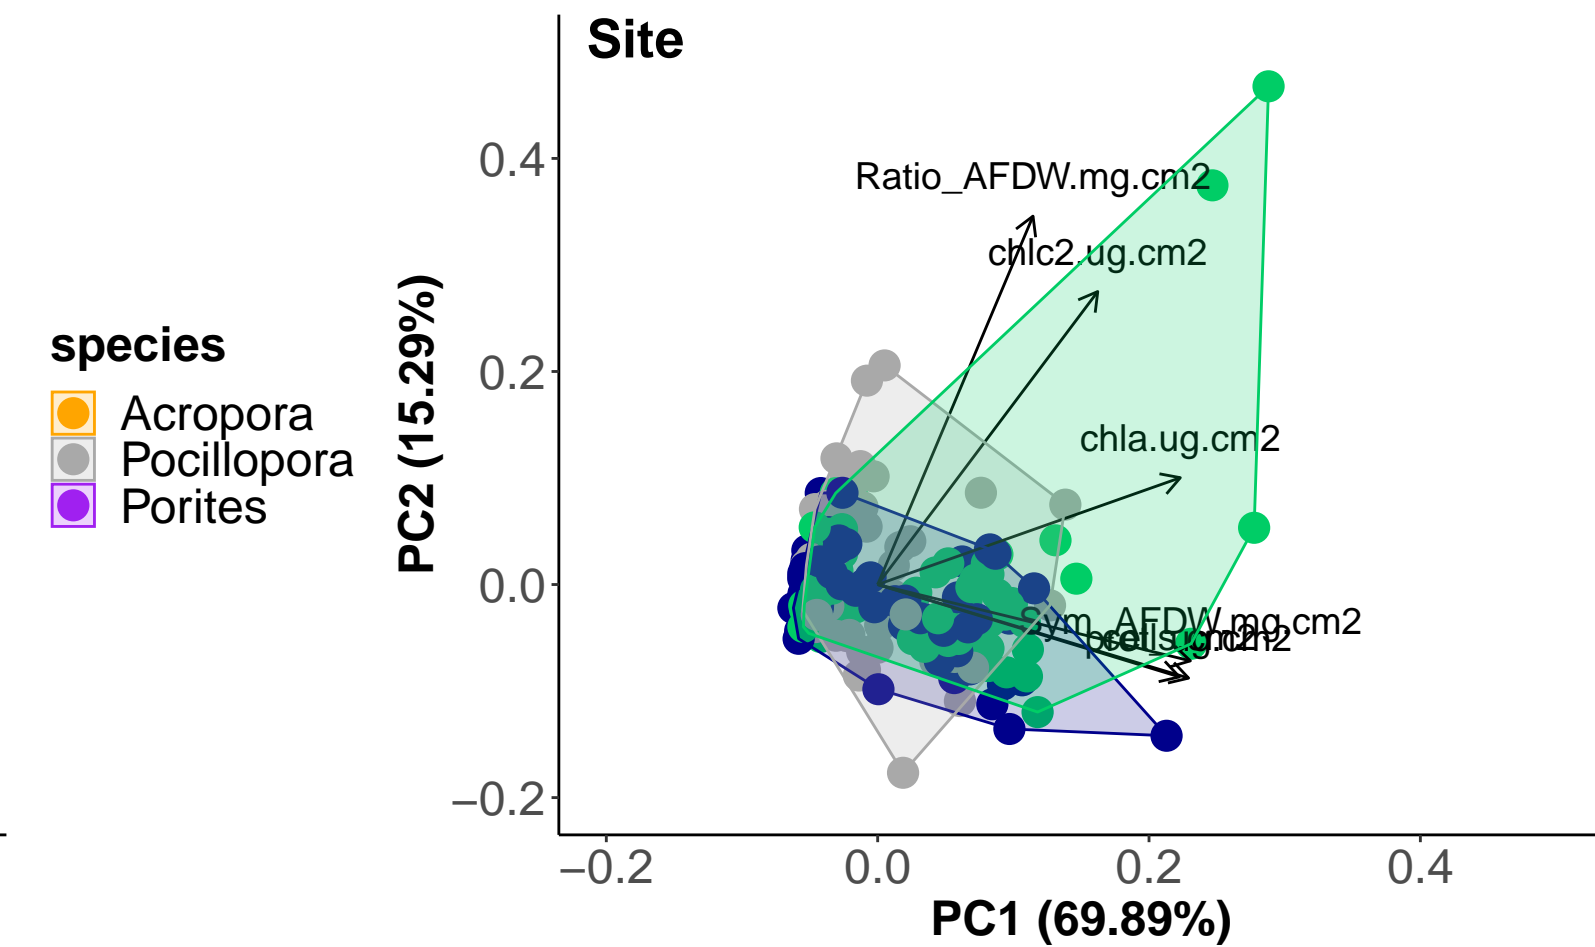 species
Acropora
Pocillopora
Porites
Site
PC2 (15.29%)
0.4
0.2
0.0
−0.2
Ratio_AFDW.mg.cm2
chlc2.ug.cm2
chla.ug.cm2
Sym_AFDW.mg.cm2
−0.2
0.0
0.2
0.4
PC1 (69.89%)